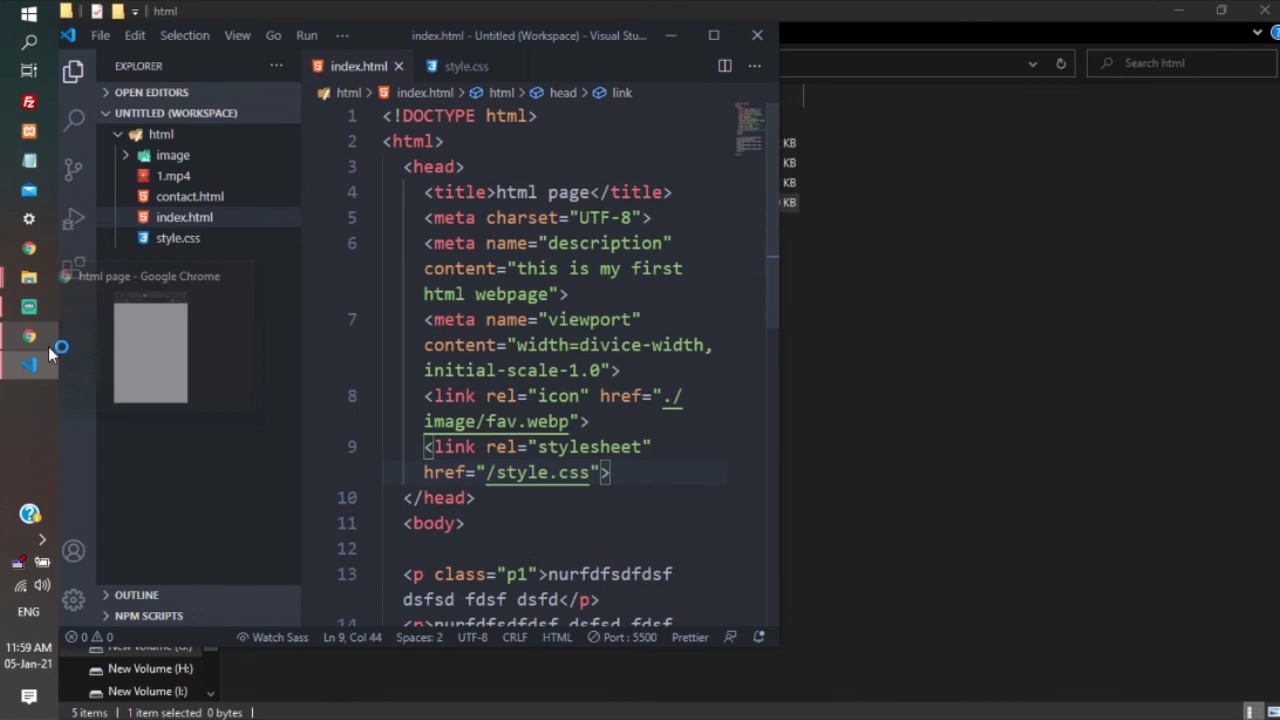 html
File Edit Selection View Go Run ··· index.html - Untitled (Workspace) - Visual Stu...
Search html
EXPLORER ···
index.html
style.css
OPEN EDITORS
UNTITLED (WORKSPACE)
html
image
1.mp4
contact.html
index.html
style.css
html page - Google Chrome
OUTLINE
NPM SCRIPTS
html > index.html > html > head > link
1 <!DOCTYPE html>
2 <html>
3 <head>
4 <title>html page</title>
5 <meta charset="UTF-8">
6 <meta name="description"
content="this is my first
html webpage">
7 <meta name="viewport"
content="width=divice-width,
initial-scale-1.0">
8 <link rel="icon" href="./
image/fav.webp">
9 <link rel="stylesheet"
href="/style.css">
10 </head>
11 <body>
12
13 <p class="p1">nurfdfsdfdsf
dsfsd fdsf dsfd</p>
14 <p>nurfdfsdfdsf dsfsd fdsf
KB
KB
KB
KB
0 0 Watch Sass Ln 9, Col 44 Spaces: 2 UTF-8 CRLF HTML Port : 5500 Prettier
ENG
11:59 AM
05-Jan-21
New Volume (H:)
New Volume (I:)
5 items 1 item selected 0 bytes